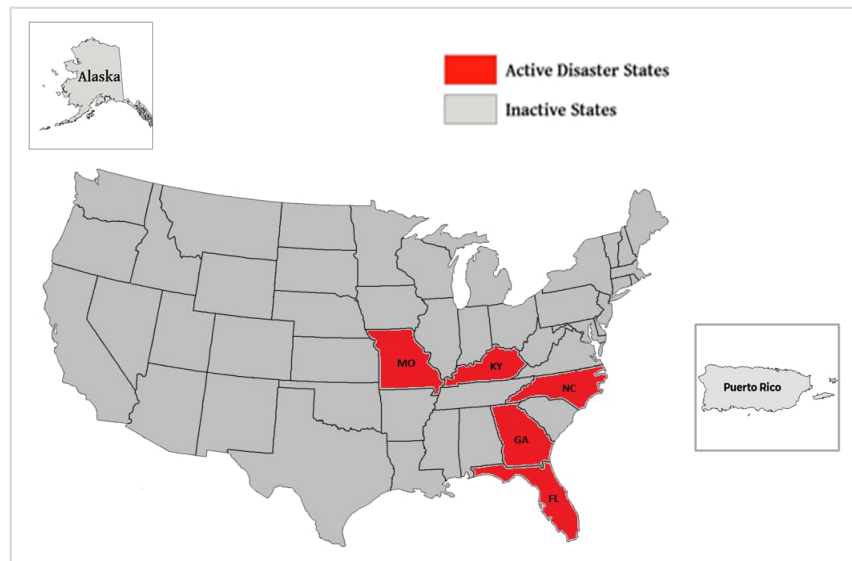 Alaska
Active Disaster States
Inactive States
MO
KY
NC
GA
FL
Puerto Rico